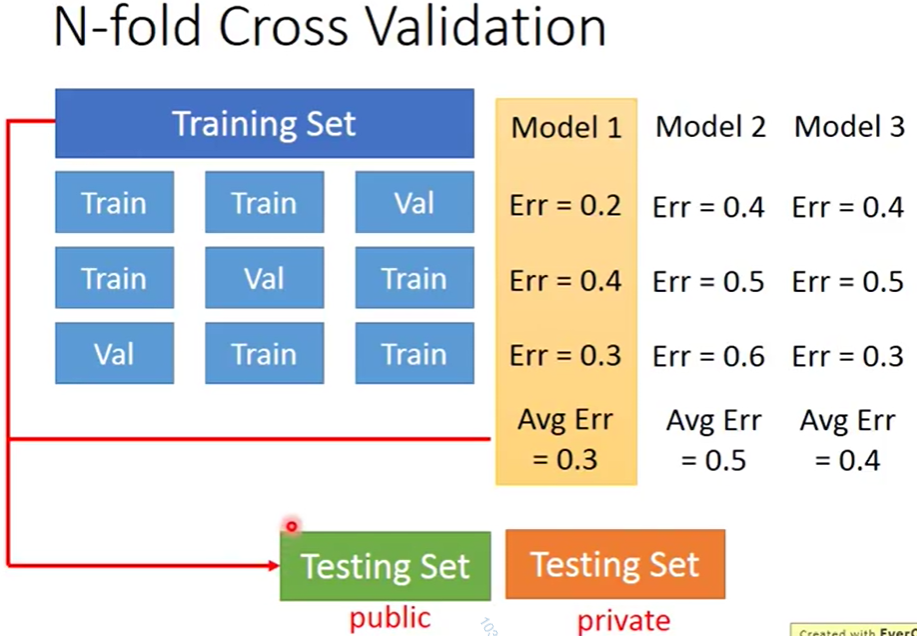 N-fold Cross Validation
Training Set
Model 1 Model 2 Model 3
Train Train Val Err = 0.2 Err = 0.4 Err = 0.4
Train Val Train Err = 0.4 Err = 0.5 Err = 0.5
Val Train Train Err = 0.3 Err = 0.6 Err = 0.3
Avg Err Avg Err Avg Err
= 0.3 = 0.5 = 0.4
Testing Set Testing Set
public private
Created with